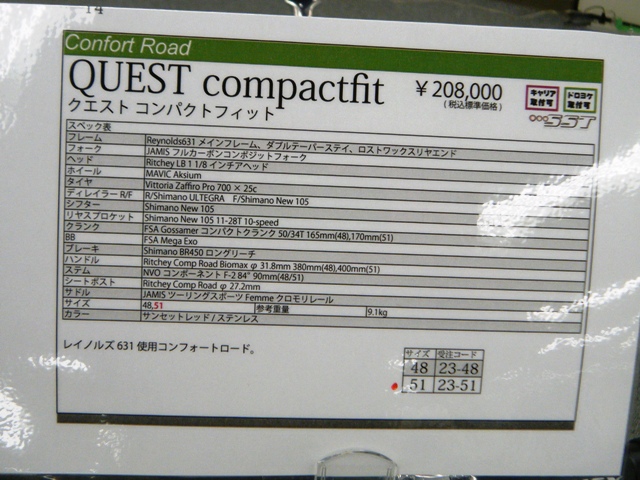 14
Confort Road
QUEST compactfit ¥208,000
クエスト コンパクトフィット (税込標準価格)
キャリア取付可 ドロヨケ取付可
SST
スペック表
フレーム Reynolds631 メインフレーム、ダブルテーパーステイ、ロストワックスリヤエンド
フォーク JAMIS フルカーボンコンポジットフォーク
ヘッド Ritchey LB 1 1/8 インチアヘッド
ホイール MAVIC Aksium
タイヤ Vittoria Zaffiro Pro 700 × 25c
ディレイラー R/F R/Shimano ULTEGRA F/Shimano New 105
シフター Shimano New 105
リヤスプロケット Shimano New 105 11-28T 10-speed
クランク FSA Gossamer コンパクトクランク 50/34T 165mm(48),170mm(51)
BB FSA Mega Exo
ブレーキ Shimano BR450 ロングリーチ
ハンドル Ritchey Comp Road Biomax φ 31.8mm 380mm(48),400mm(51)
ステム NVO コンポーネント F-2 84° 90mm(48/51)
シートポスト Ritchey Comp Road φ 27.2mm
サドル JAMIS ツーリングスポーツ Femme クロモリレール
サイズ 48,51 参考重量 9.1kg
カラー サンセットレッド / ステンレス
レイノルズ 631 使用コンフォートロード。
サイズ 受注コード
48 23-48
51 23-51